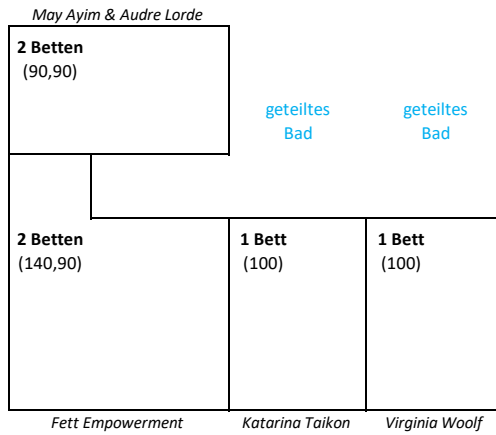 May Ayim & Audre Lorde
2 Betten
(90,90)
geteiltes
Bad
geteiltes
Bad
2 Betten
(140,90)
1 Bett
(100)
1 Bett
(100)
Fett Empowerment
Katarina Taikon
Virginia Woolf